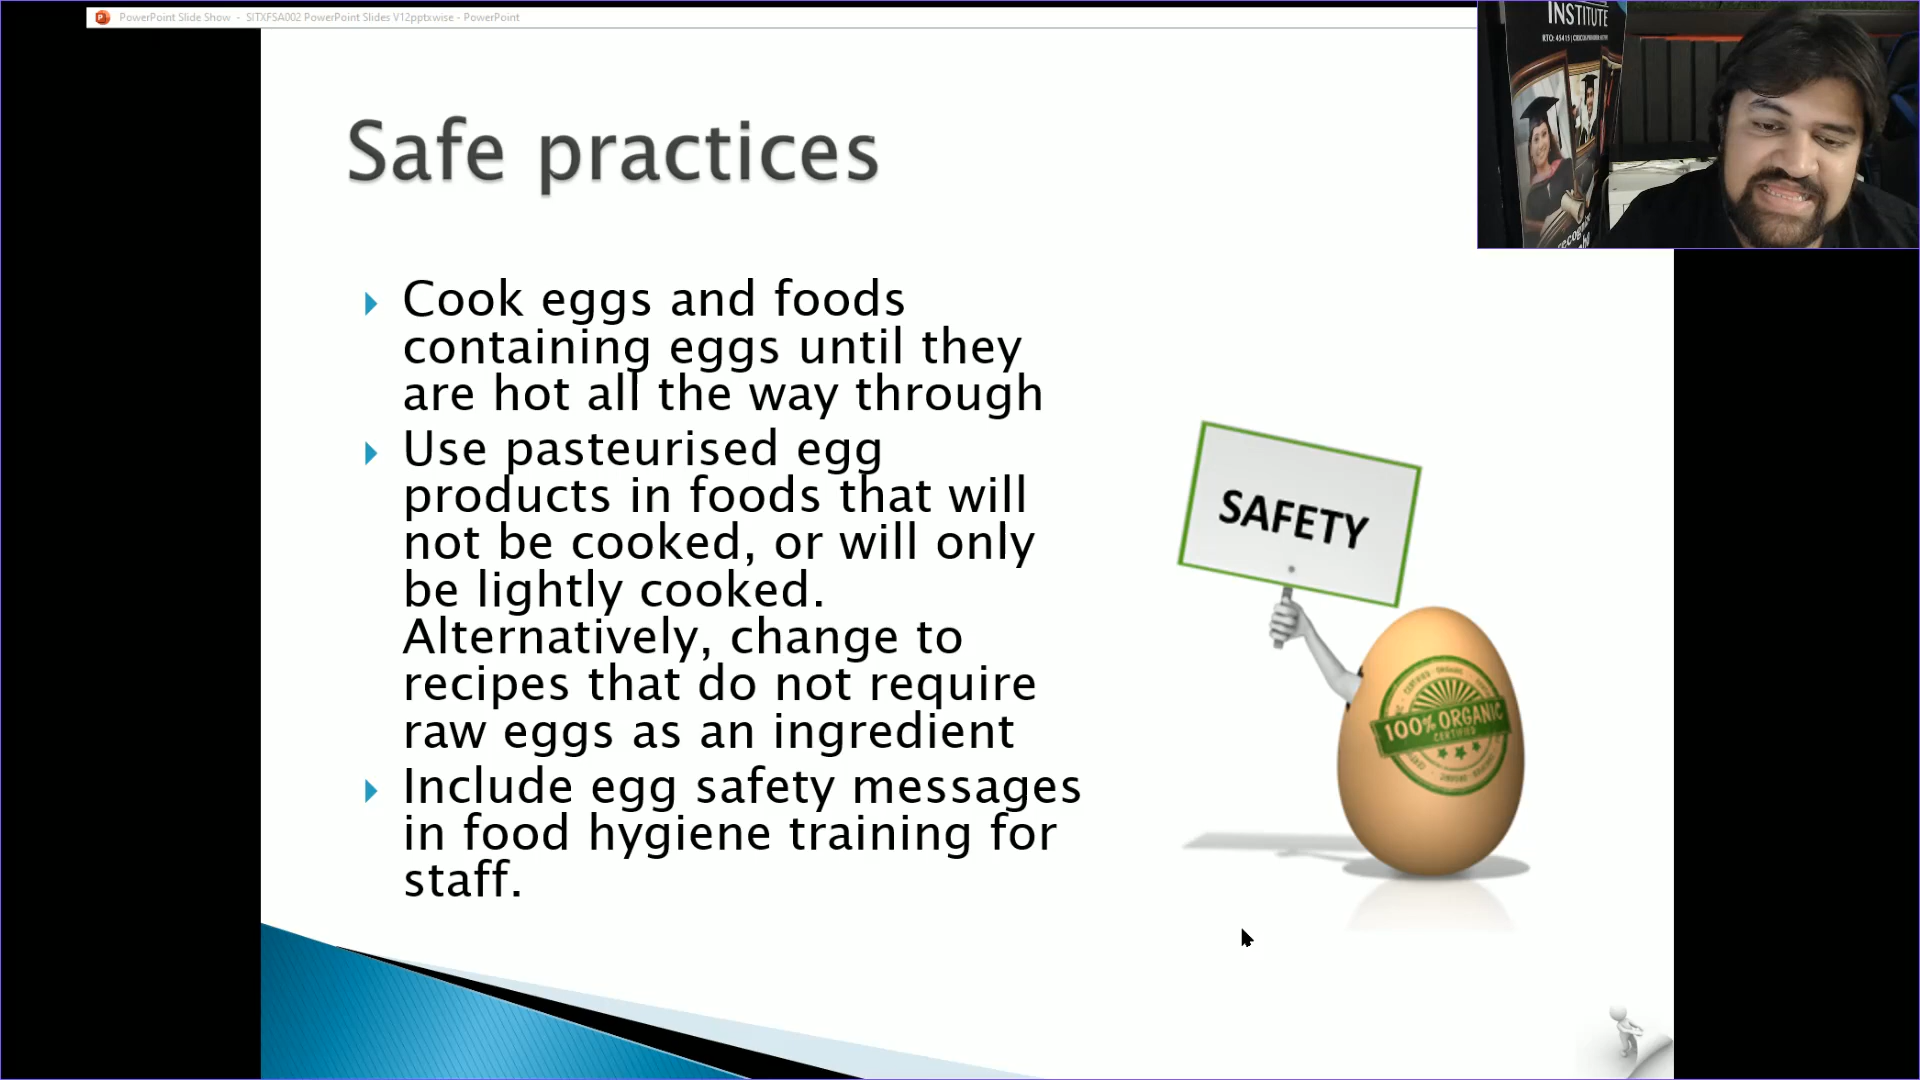 PowerPoint Slide Show - SITXFSA002 PowerPoint Slides V12pptxwise - PowerPoint
INSTITUTE
RTO: 45415
Safe practices
Cook eggs and foods
containing eggs until they
are hot all the way through
Use pasteurised egg
products in foods that will
not be cooked, or will only
be lightly cooked.
Alternatively, change to
recipes that do not require
raw eggs as an ingredient
Include egg safety messages
in food hygiene training for
staff.
SAFETY
100% ORGANIC
CERTIFIED